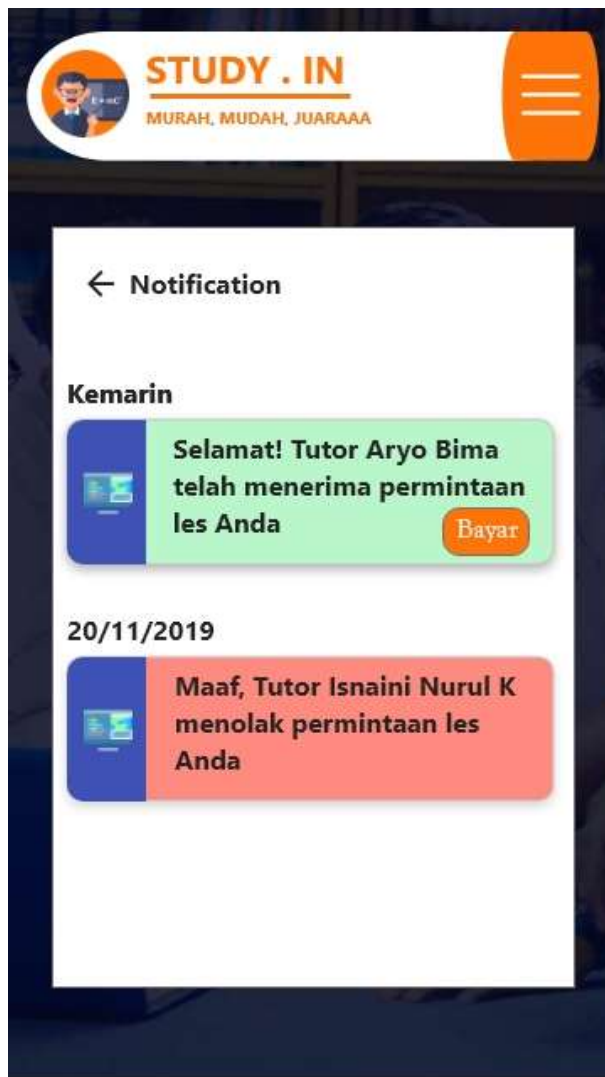 STUDY . IN
MURAH, MUDAH, JUARAAA
Notification
Kemarin
Selamat! Tutor Aryo Bima
telah menerima permintaan
les Anda
Bayar
20/11/2019
Maaf, Tutor Isnaini Nurul K
menolak permintaan les
Anda